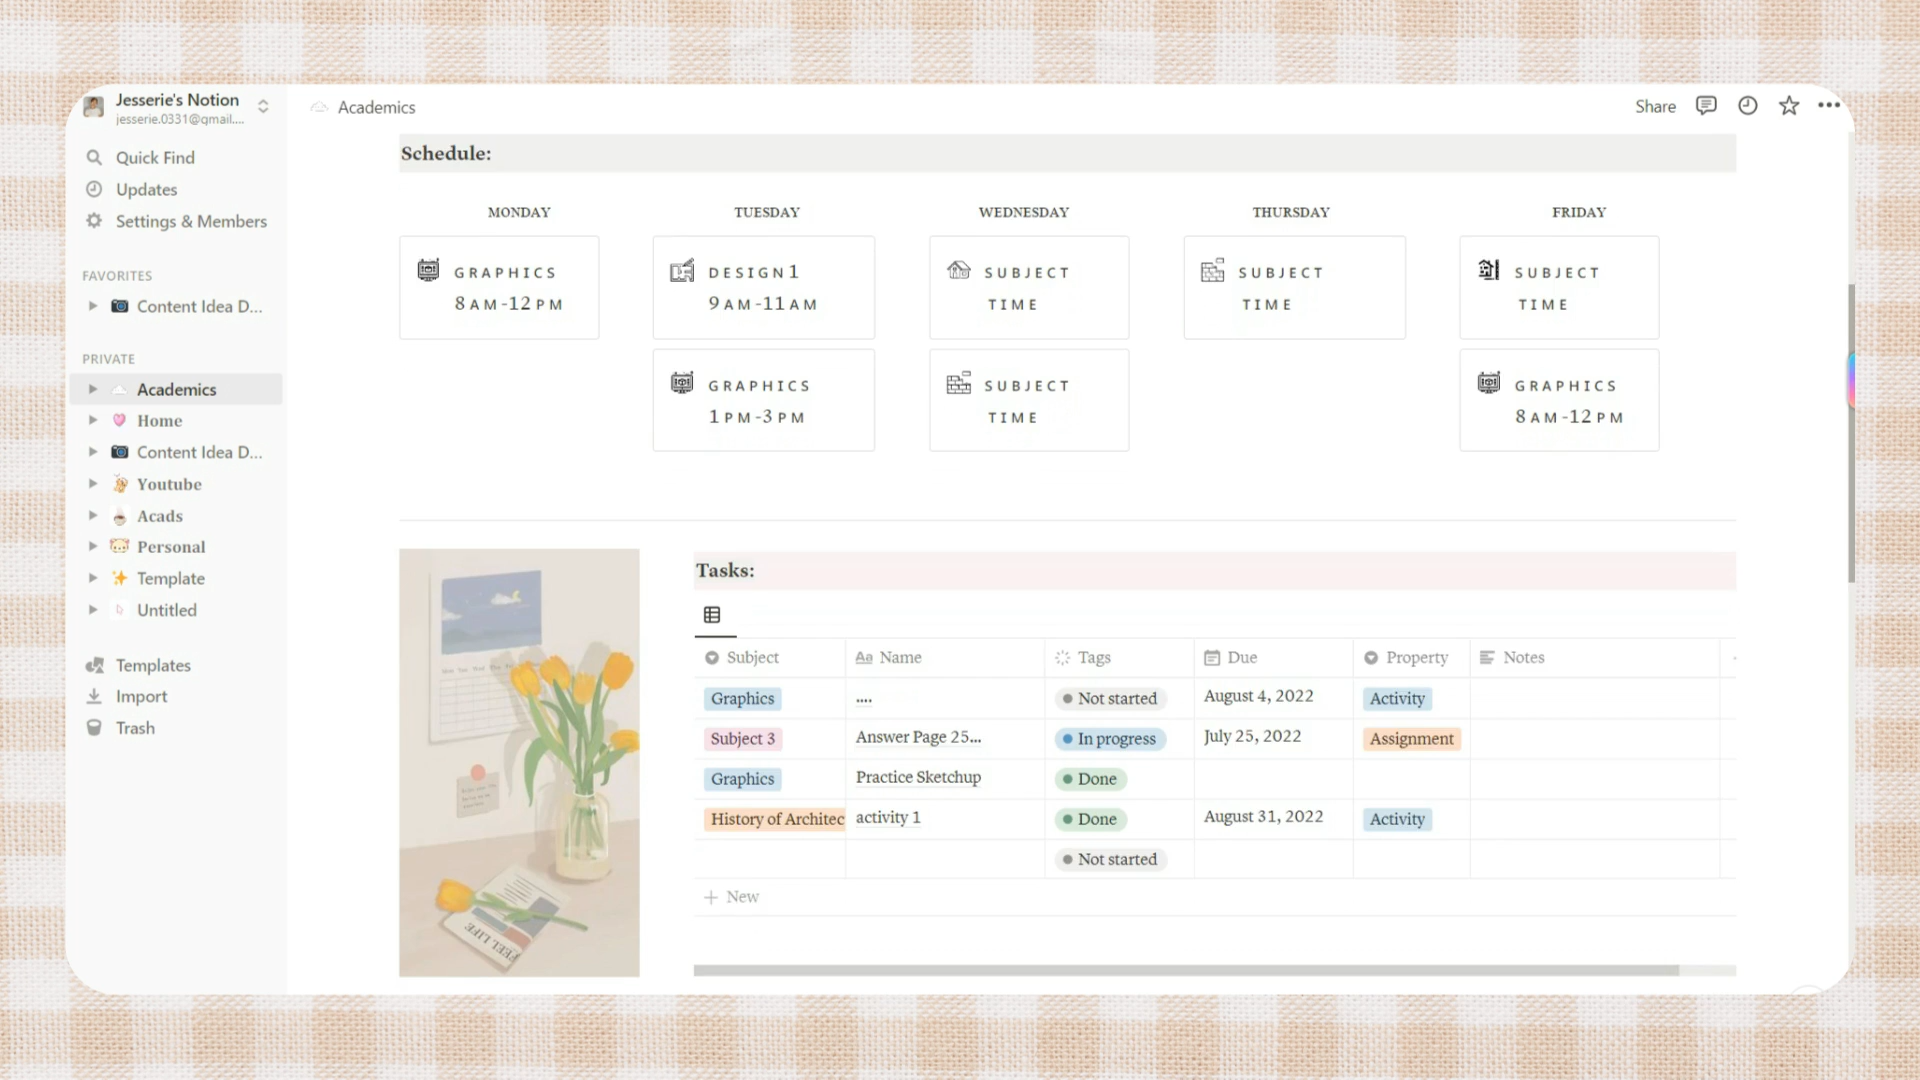 Jesserie's Notion
jesserie.0331@gmail....
Quick Find
Updates
Settings & Members
FAVORITES
Content Idea D...
PRIVATE
Academics
Home
Content Idea D...
Youtube
Acads
Personal
Template
Untitled
Templates
Import
Trash
Academics
Share
Schedule:
MONDAY TUESDAY WEDNESDAY THURSDAY FRIDAY
GRAPHICS DESIGN1 SUBJECT SUBJECT SUBJECT
8AM-12PM 9AM-11AM TIME TIME TIME
GRAPHICS SUBJECT GRAPHICS
1PM-3PM TIME 8AM-12PM
Tasks:
Subject Aa Name Tags Due Property Notes
Graphics .... Not started August 4, 2022 Activity
Subject 3 Answer Page 25... In progress July 25, 2022 Assignment
Graphics Practice Sketchup Done
History of Architec activity 1 Done August 31, 2022 Activity
Not started
+ New
FEEL LIFE